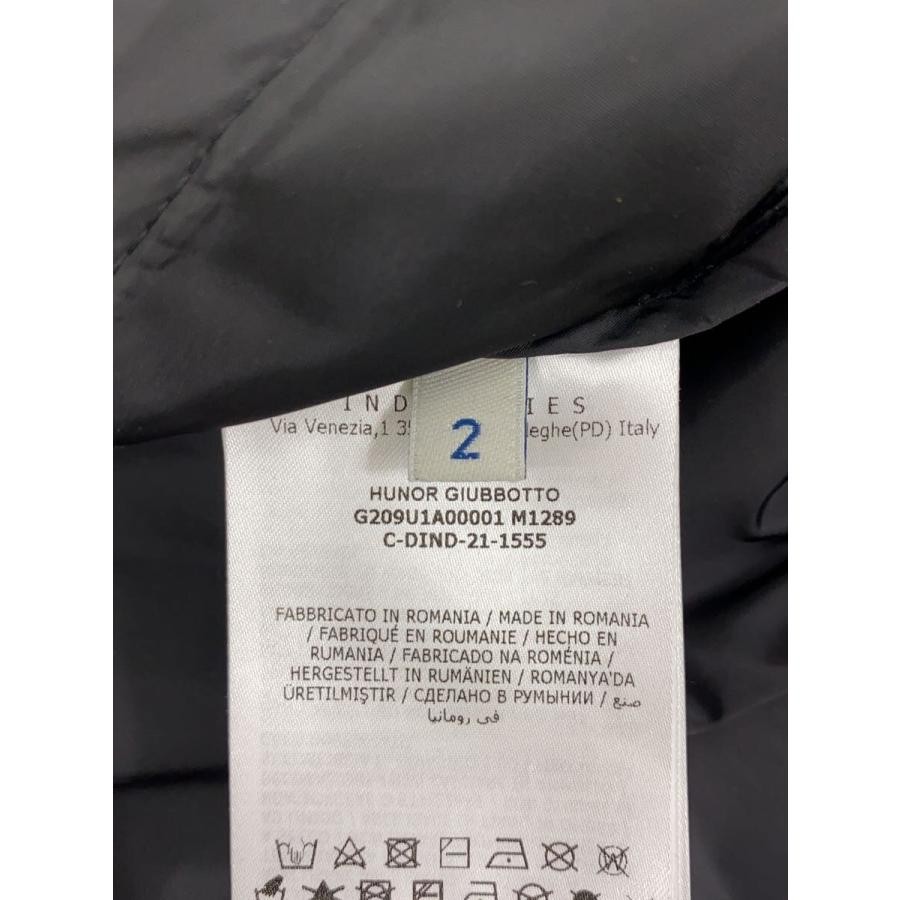 IND IES
Via Venezia,1 35 leghe(PD) Italy
2
HUNOR GIUBBOTTO
G209U1A00001 M1289
C-DIND-21-1555
FABBRICATO IN ROMANIA / MADE IN ROMANIA
/ FABRIQUÉ EN ROUMANIE / HECHO EN
RUMANIA / FABRICADO NA ROMÉNIA /
HERGESTELLT IN RUMÄNIEN / ROMANYA'DA
ÜRETILMIŞTIR / СДЕЛАНО В РУМЫНИИ / صنع
في رومانيا